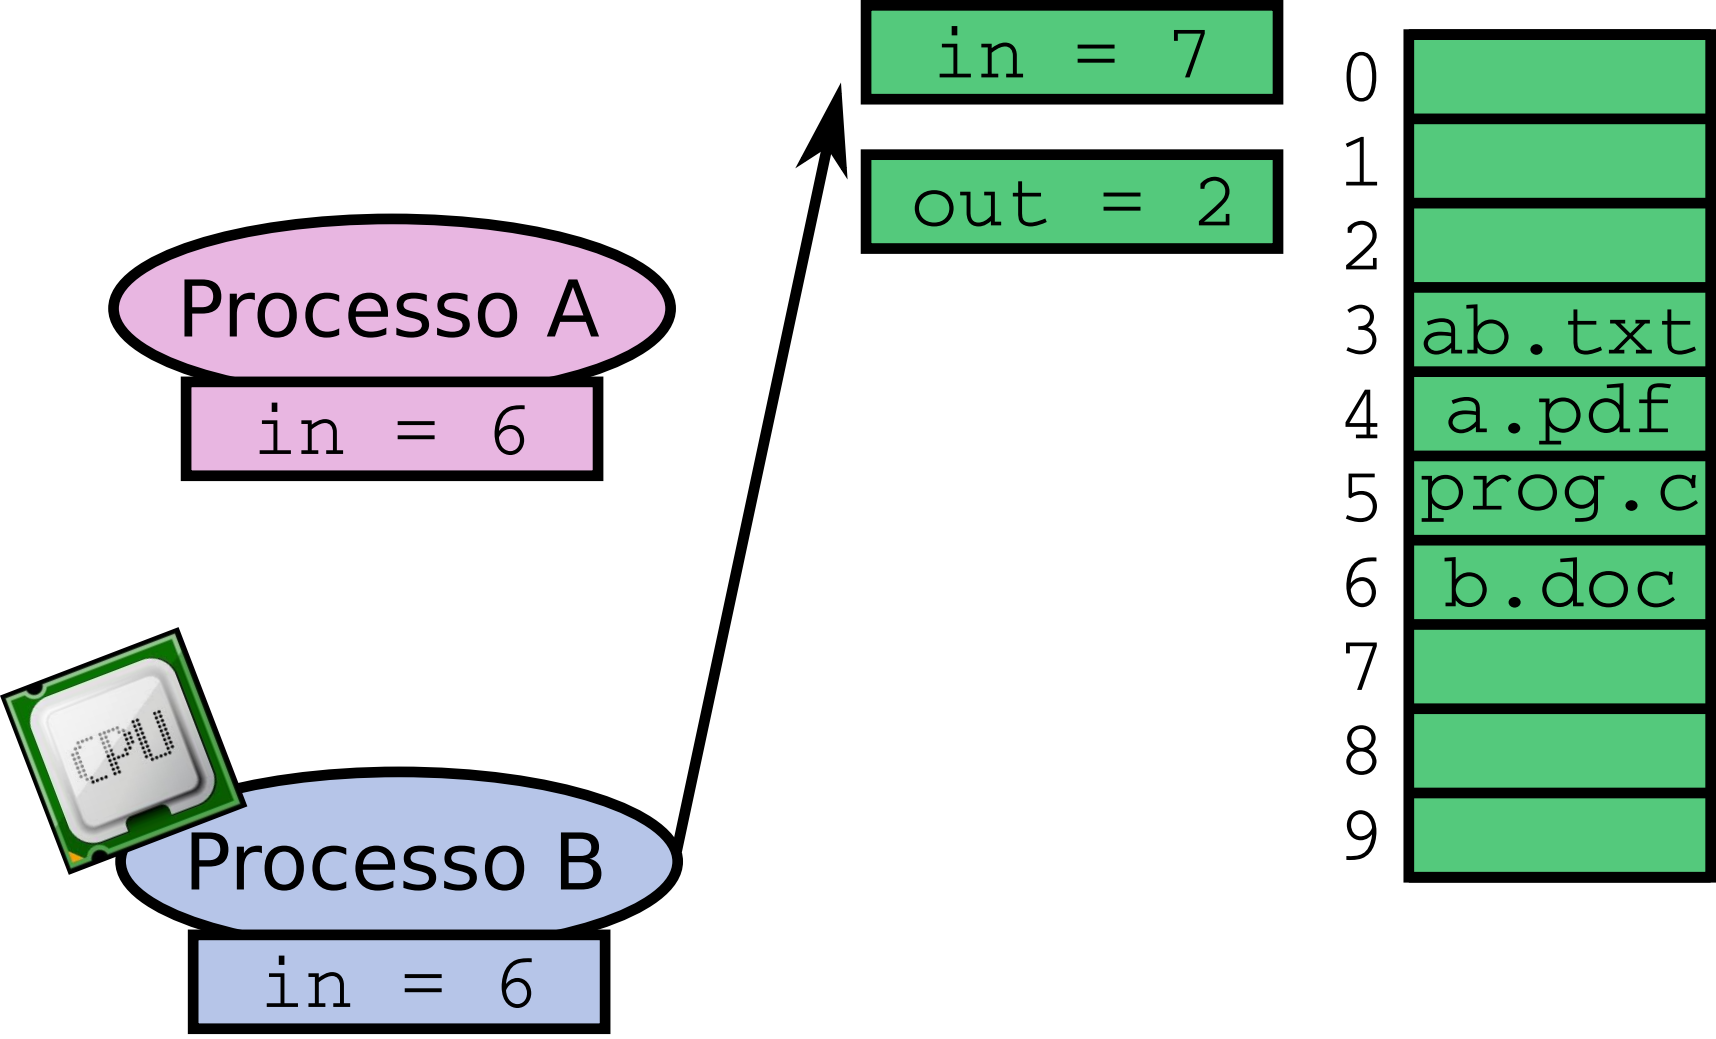 in = 7
out = 2
Processo A
in = 6
CPU
Processo B
in = 6
0
1
2
3 ab.txt
4 a.pdf
5 prog.c
6 b.doc
7
8
9